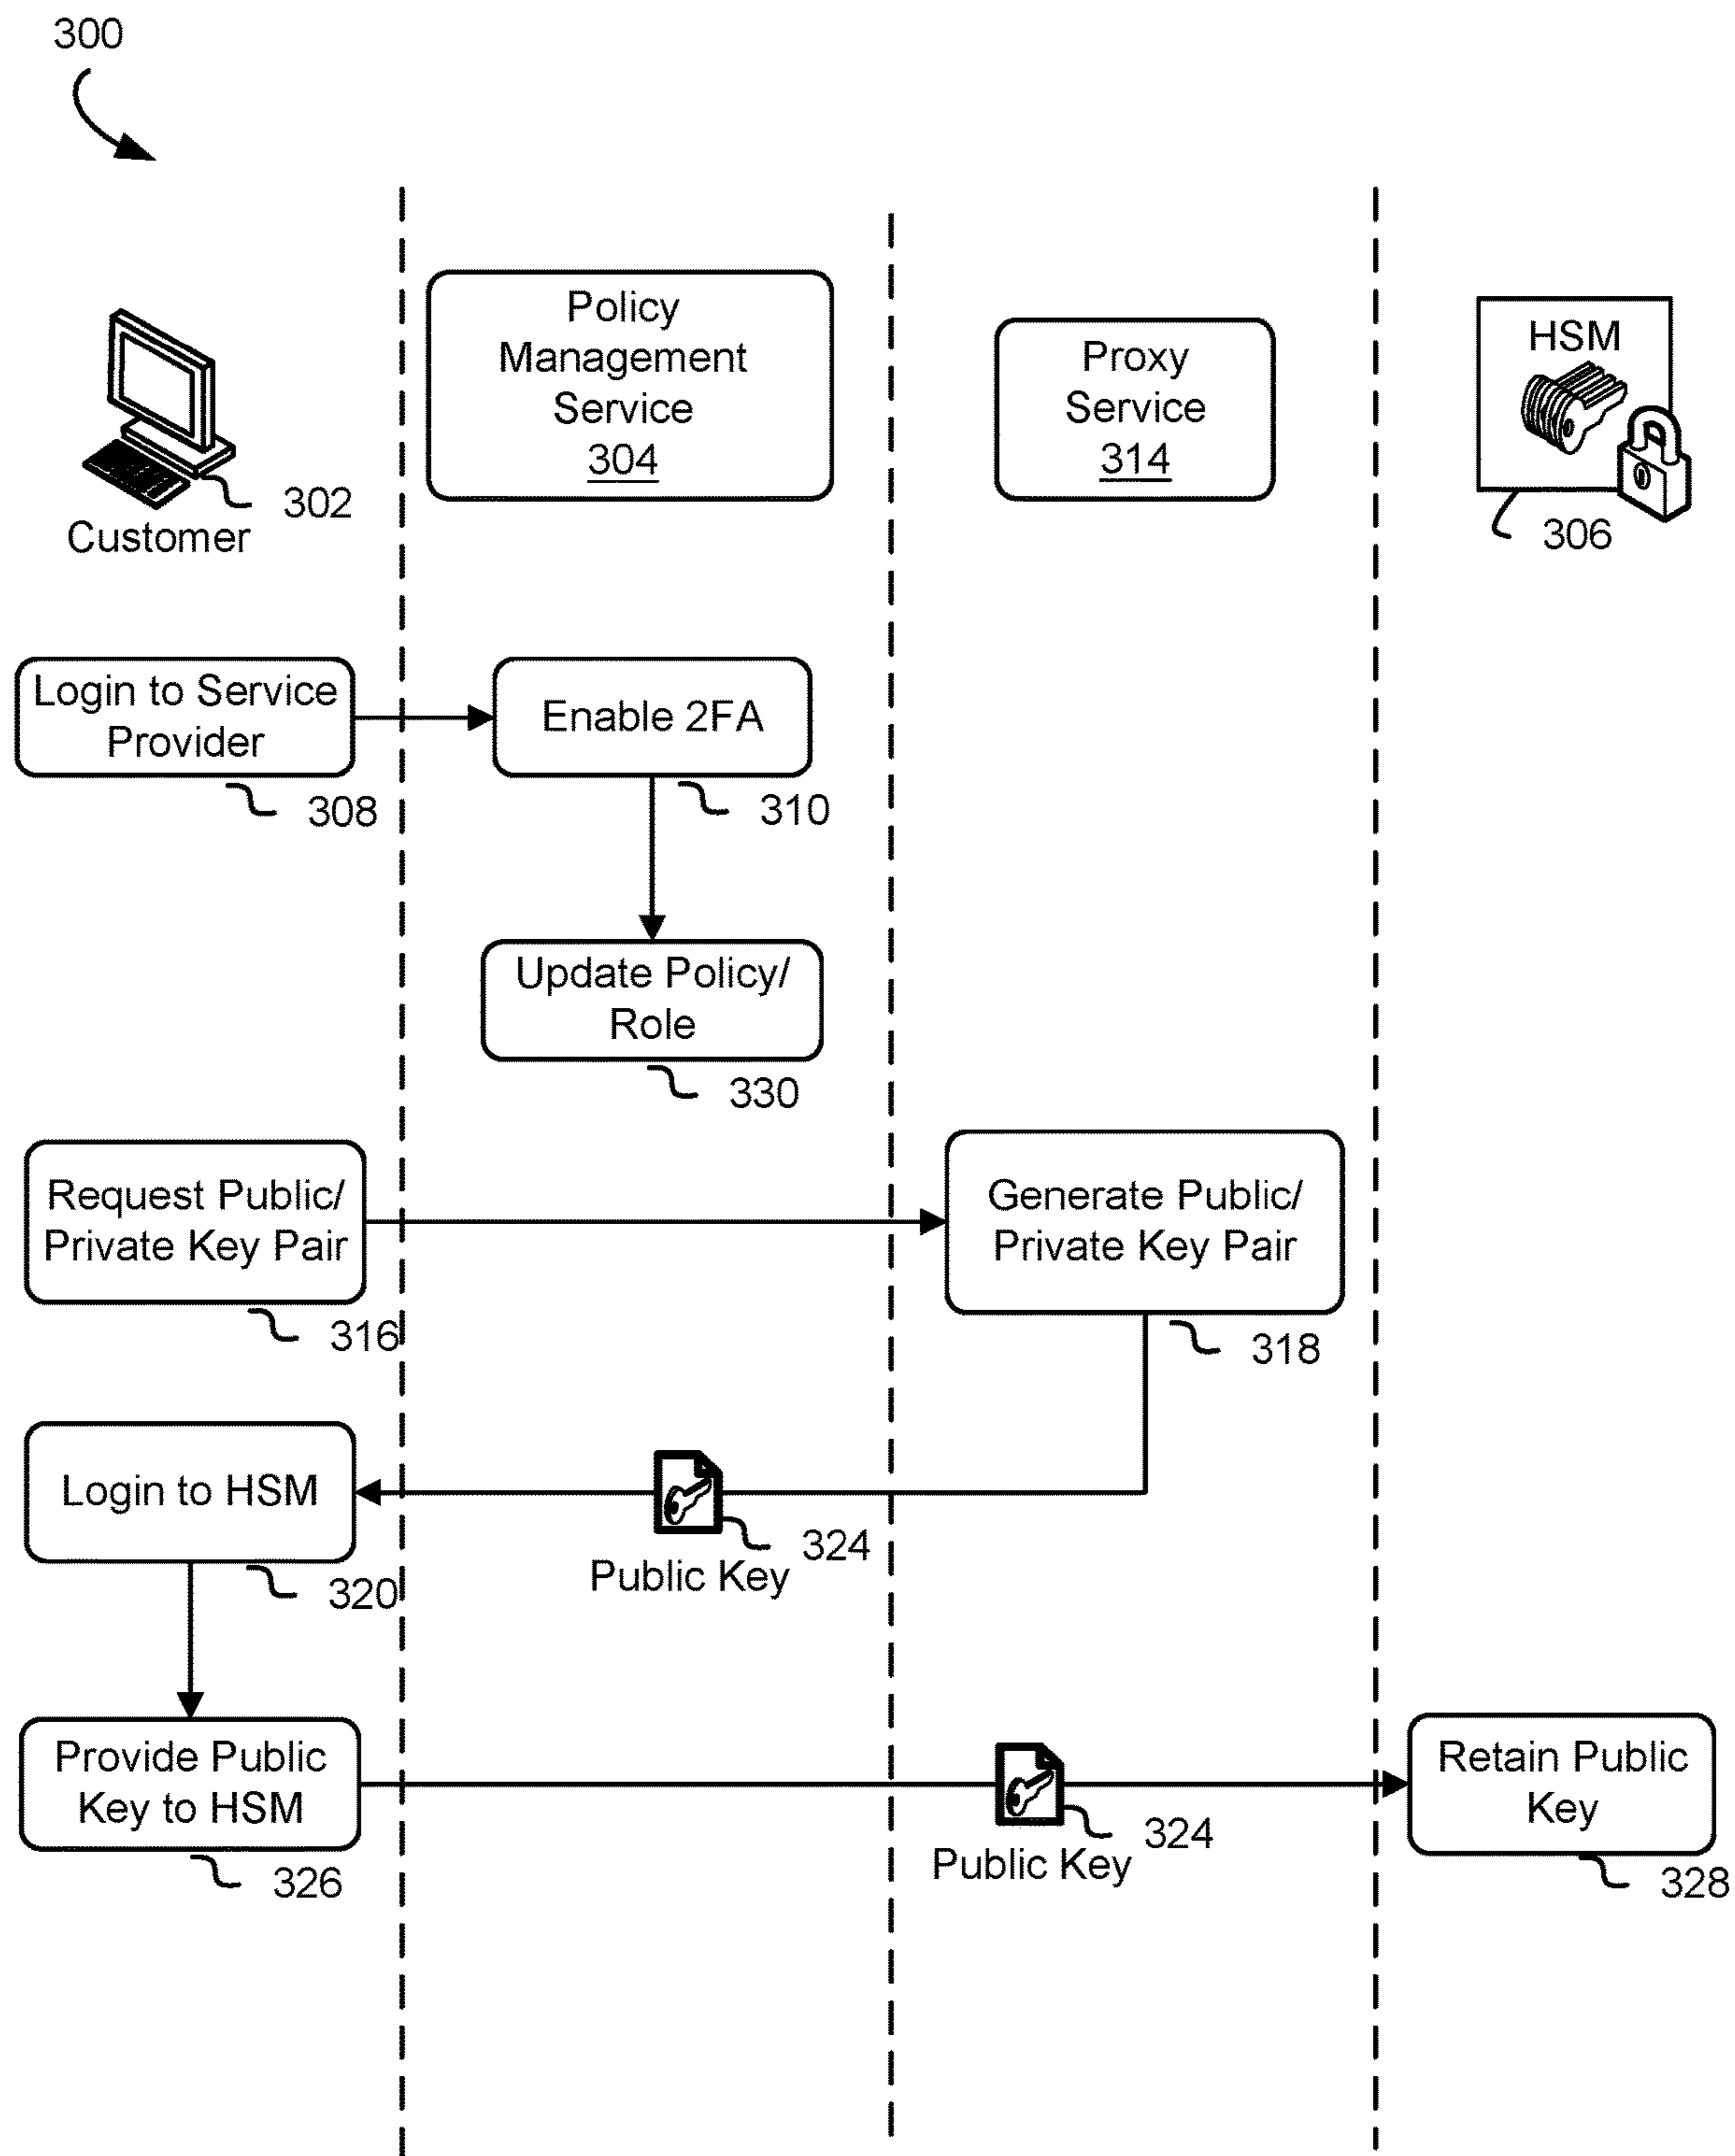 300
Policy
Management
Service
304
Proxy
Service
314
HSM
302
Customer
306
Login to Service
Provider
308
Enable 2FA
310
Update Policy/
Role
330
Request Public/
Private Key Pair
316
Generate Public/
Private Key Pair
318
Login to HSM
320
324
Public Key
Provide Public
Key to HSM
326
324
Public Key
Retain Public
Key
328